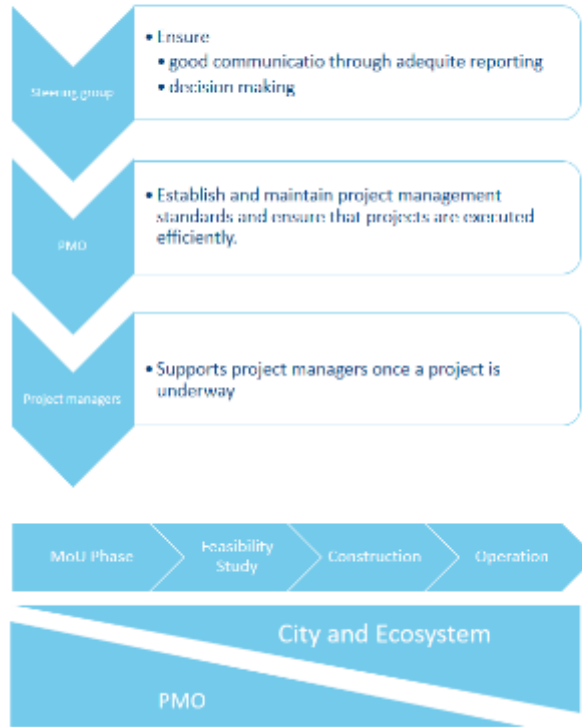 Steering group
• Ensure
• good communicatio through adequite reporting
• decision making
PMO
• Establish and maintain project management
standards and ensure that projects are executed
efficiently.
Project managers
• Supports project managers once a project is
underway
MoU Phase
Feasibility
Study
Construction
Operation
City and Ecosystem
PMO